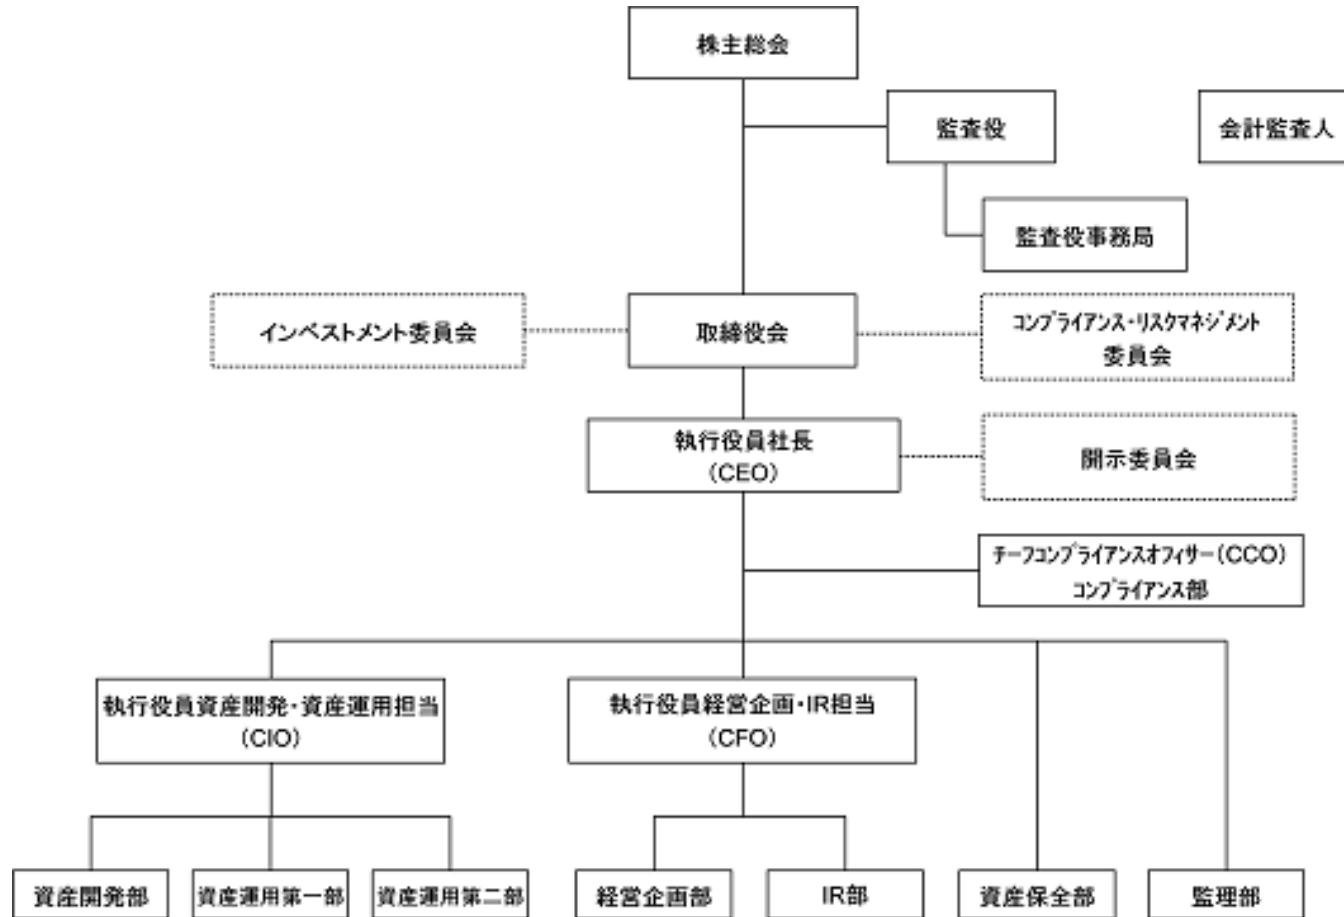 株主総会
監査役
会計監査人
監査役事務局
インベストメント委員会
取締役会
コンプライアンス・リスクマネジメント
委員会
執行役員社長
(CEO)
開示委員会
チーフコンプライアンスオフィサー(CCO)
コンプライアンス部
執行役員資産開発・資産運用担当
(CIO)
執行役員経営企画・IR担当
(CFO)
資産開発部
資産運用第一部
資産運用第二部
経営企画部
IR部
資産保全部
監理部